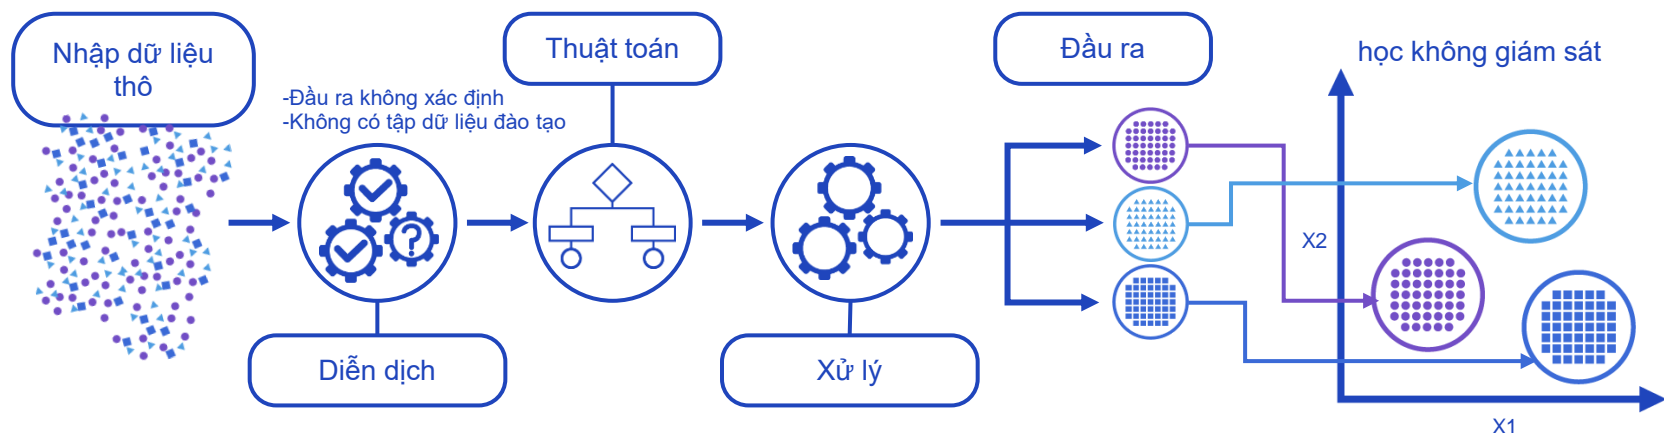 Nhập dữ liệu
thô
-Đầu ra không xác định
-Không có tập dữ liệu đào tạo
Thuật toán
Diễn dịch
Xử lý
Đầu ra
học không giám sát
?
X2
X1